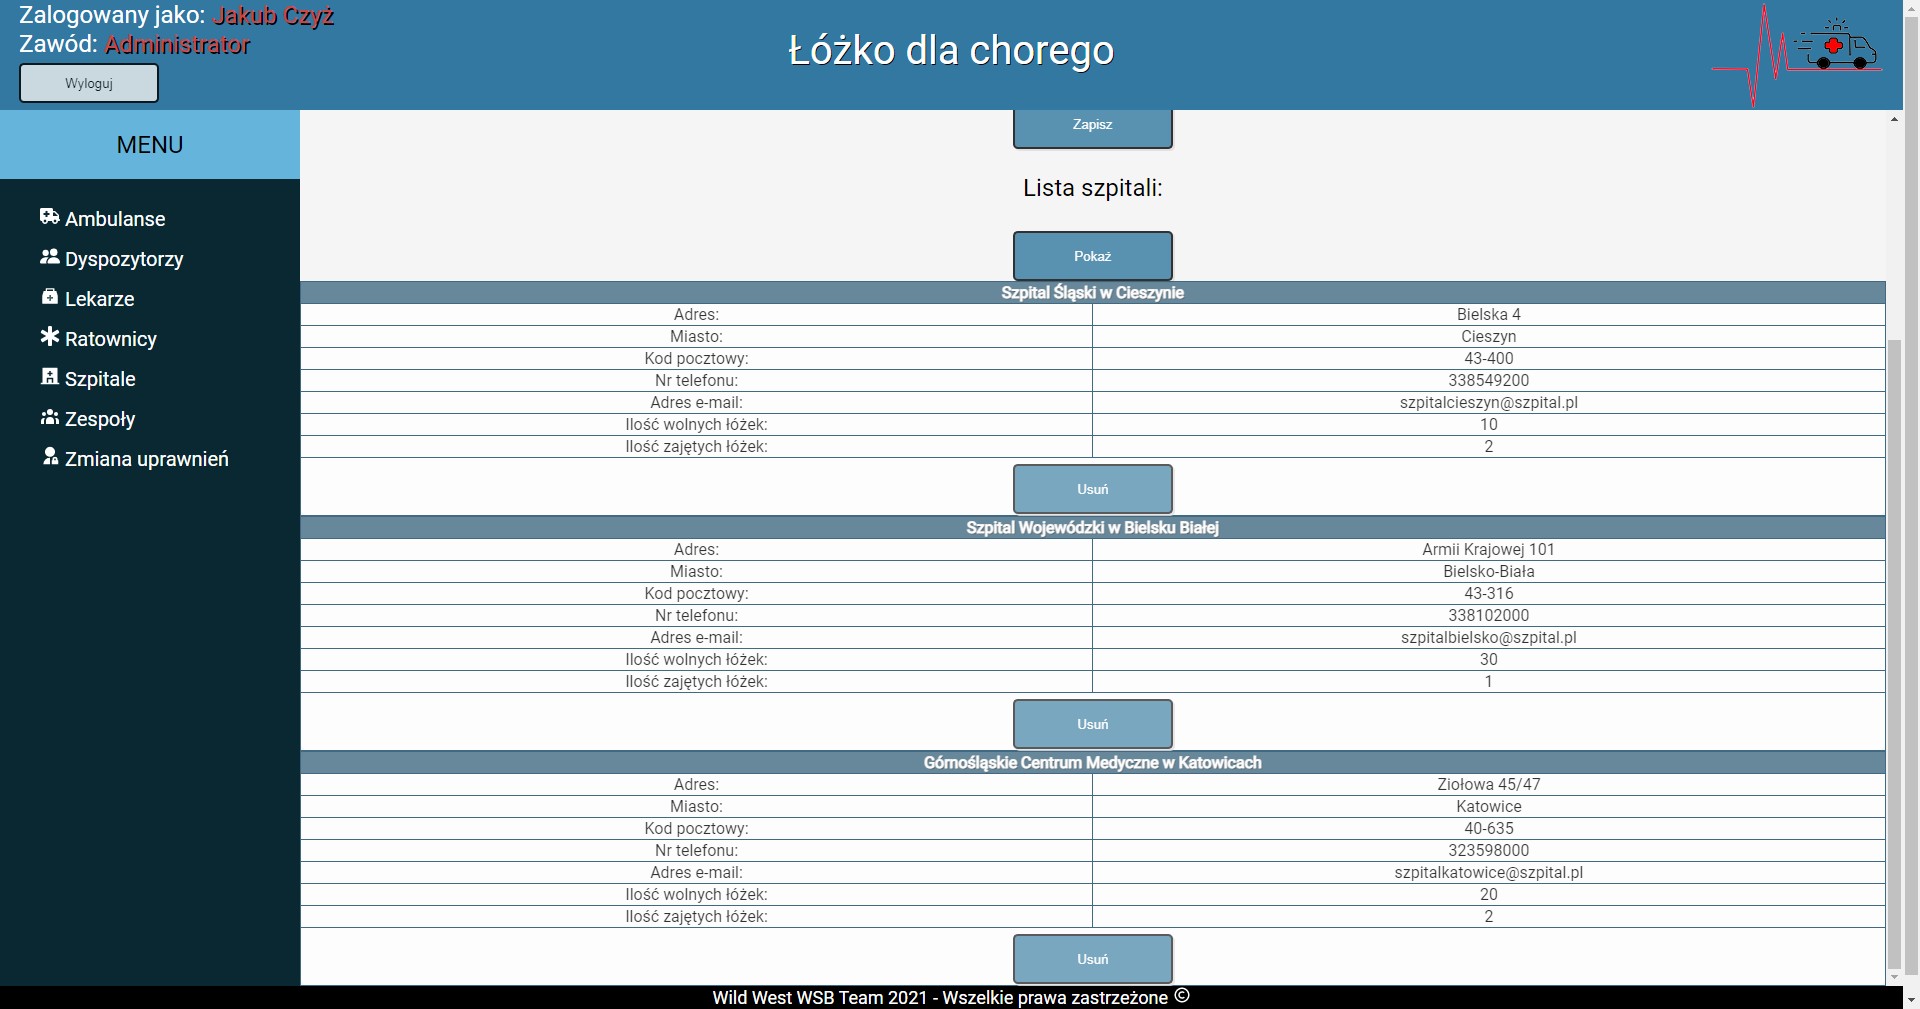 Zalogowany jako: Jakub Czyż
Zawód: Administrator
Wyloguj
Łóżko dla chorego
MENU
Ambulanse
Dyspozytorzy
Lekarze
Ratownicy
Szpitale
Zespoły
Zmiana uprawnień
Zapisz
Lista szpitali:
Pokaż
Szpital Śląski w Cieszynie
Adres: Bielska 4
Miasto: Cieszyn
Kod pocztowy: 43-400
Nr telefonu: 338549200
Adres e-mail: szpitalcieszyn@szpital.pl
Ilość wolnych łóżek: 10
Ilość zajętych łóżek: 2
Usuń
Szpital Wojewódzki w Bielsku Białej
Adres: Armii Krajowej 101
Miasto: Bielsko-Biała
Kod pocztowy: 43-316
Nr telefonu: 338102000
Adres e-mail: szpitalbielsko@szpital.pl
Ilość wolnych łóżek: 30
Ilość zajętych łóżek: 1
Usuń
Górnośląskie Centrum Medyczne w Katowicach
Adres: Ziołowa 45/47
Miasto: Katowice
Kod pocztowy: 40-635
Nr telefonu: 323598000
Adres e-mail: szpitalkatowice@szpital.pl
Ilość wolnych łóżek: 20
Ilość zajętych łóżek: 2
Usuń
Wild West WSB Team 2021 - Wszelkie prawa zastrzeżone ©